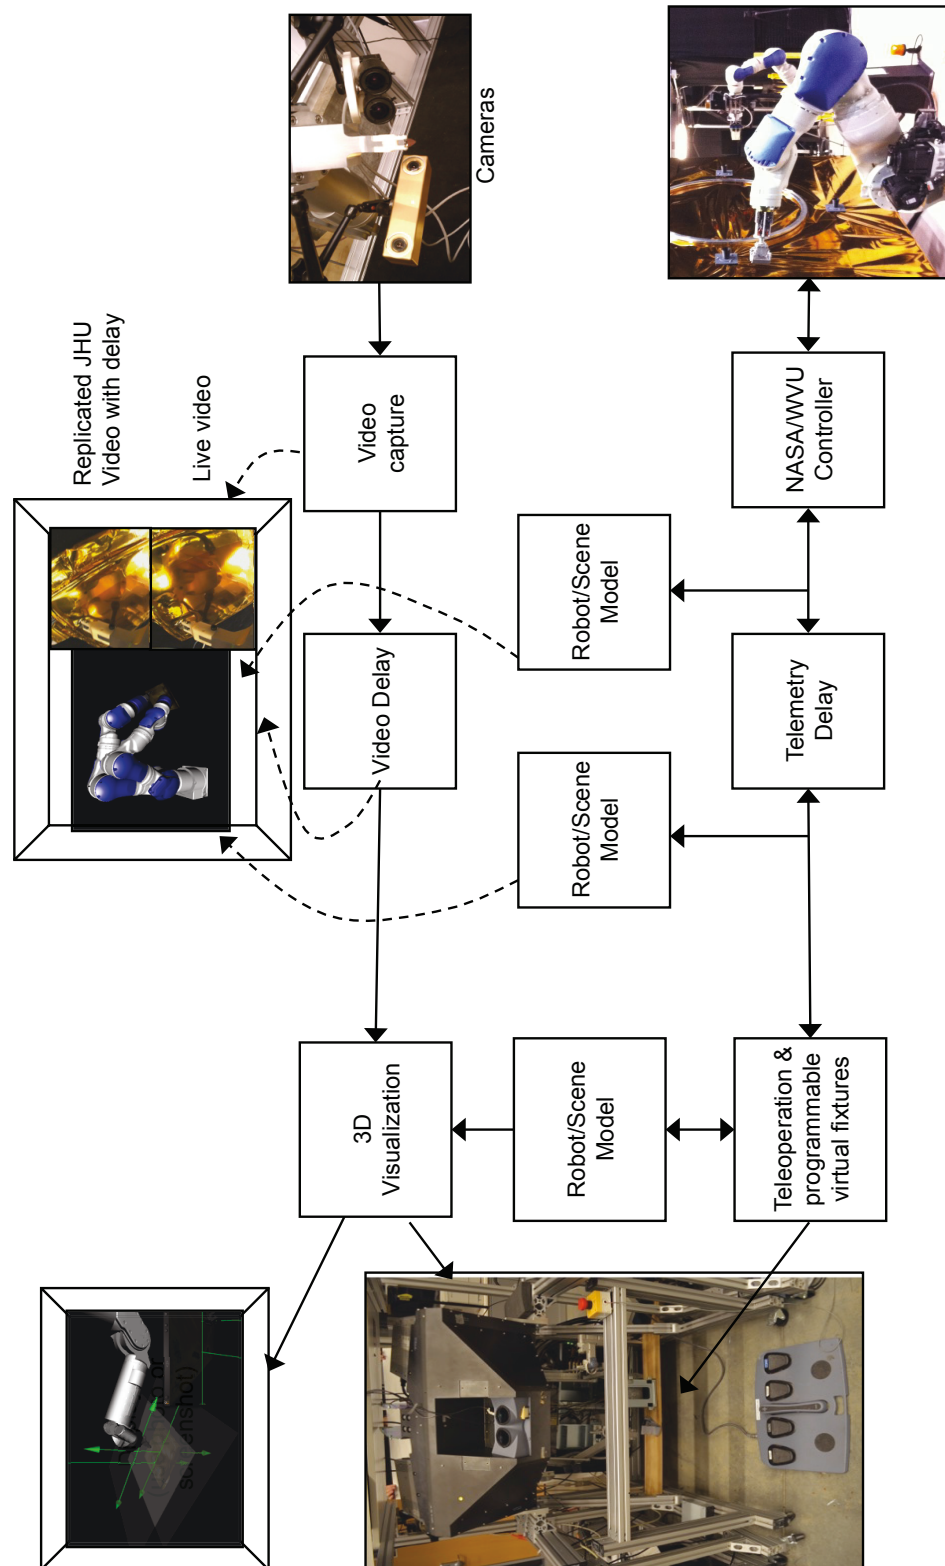 Replicated JHU
Video with delay
Live video
3D
Visualization
Video Delay
Video
capture
Cameras
Robot/Scene
Model
Robot/Scene
Model
Robot/Scene
Model
Teleoperation &
programmable
virtual fixtures
Telemetry
Delay
NASA/WVU
Controller